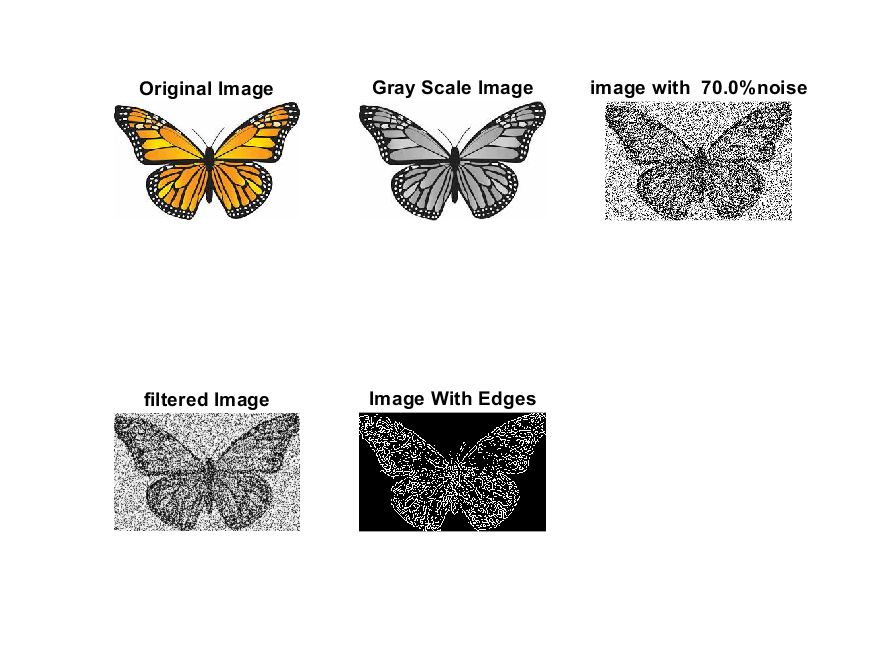 Original Image
Gray Scale Image
image with  70.0%noise
filtered Image
Image With Edges